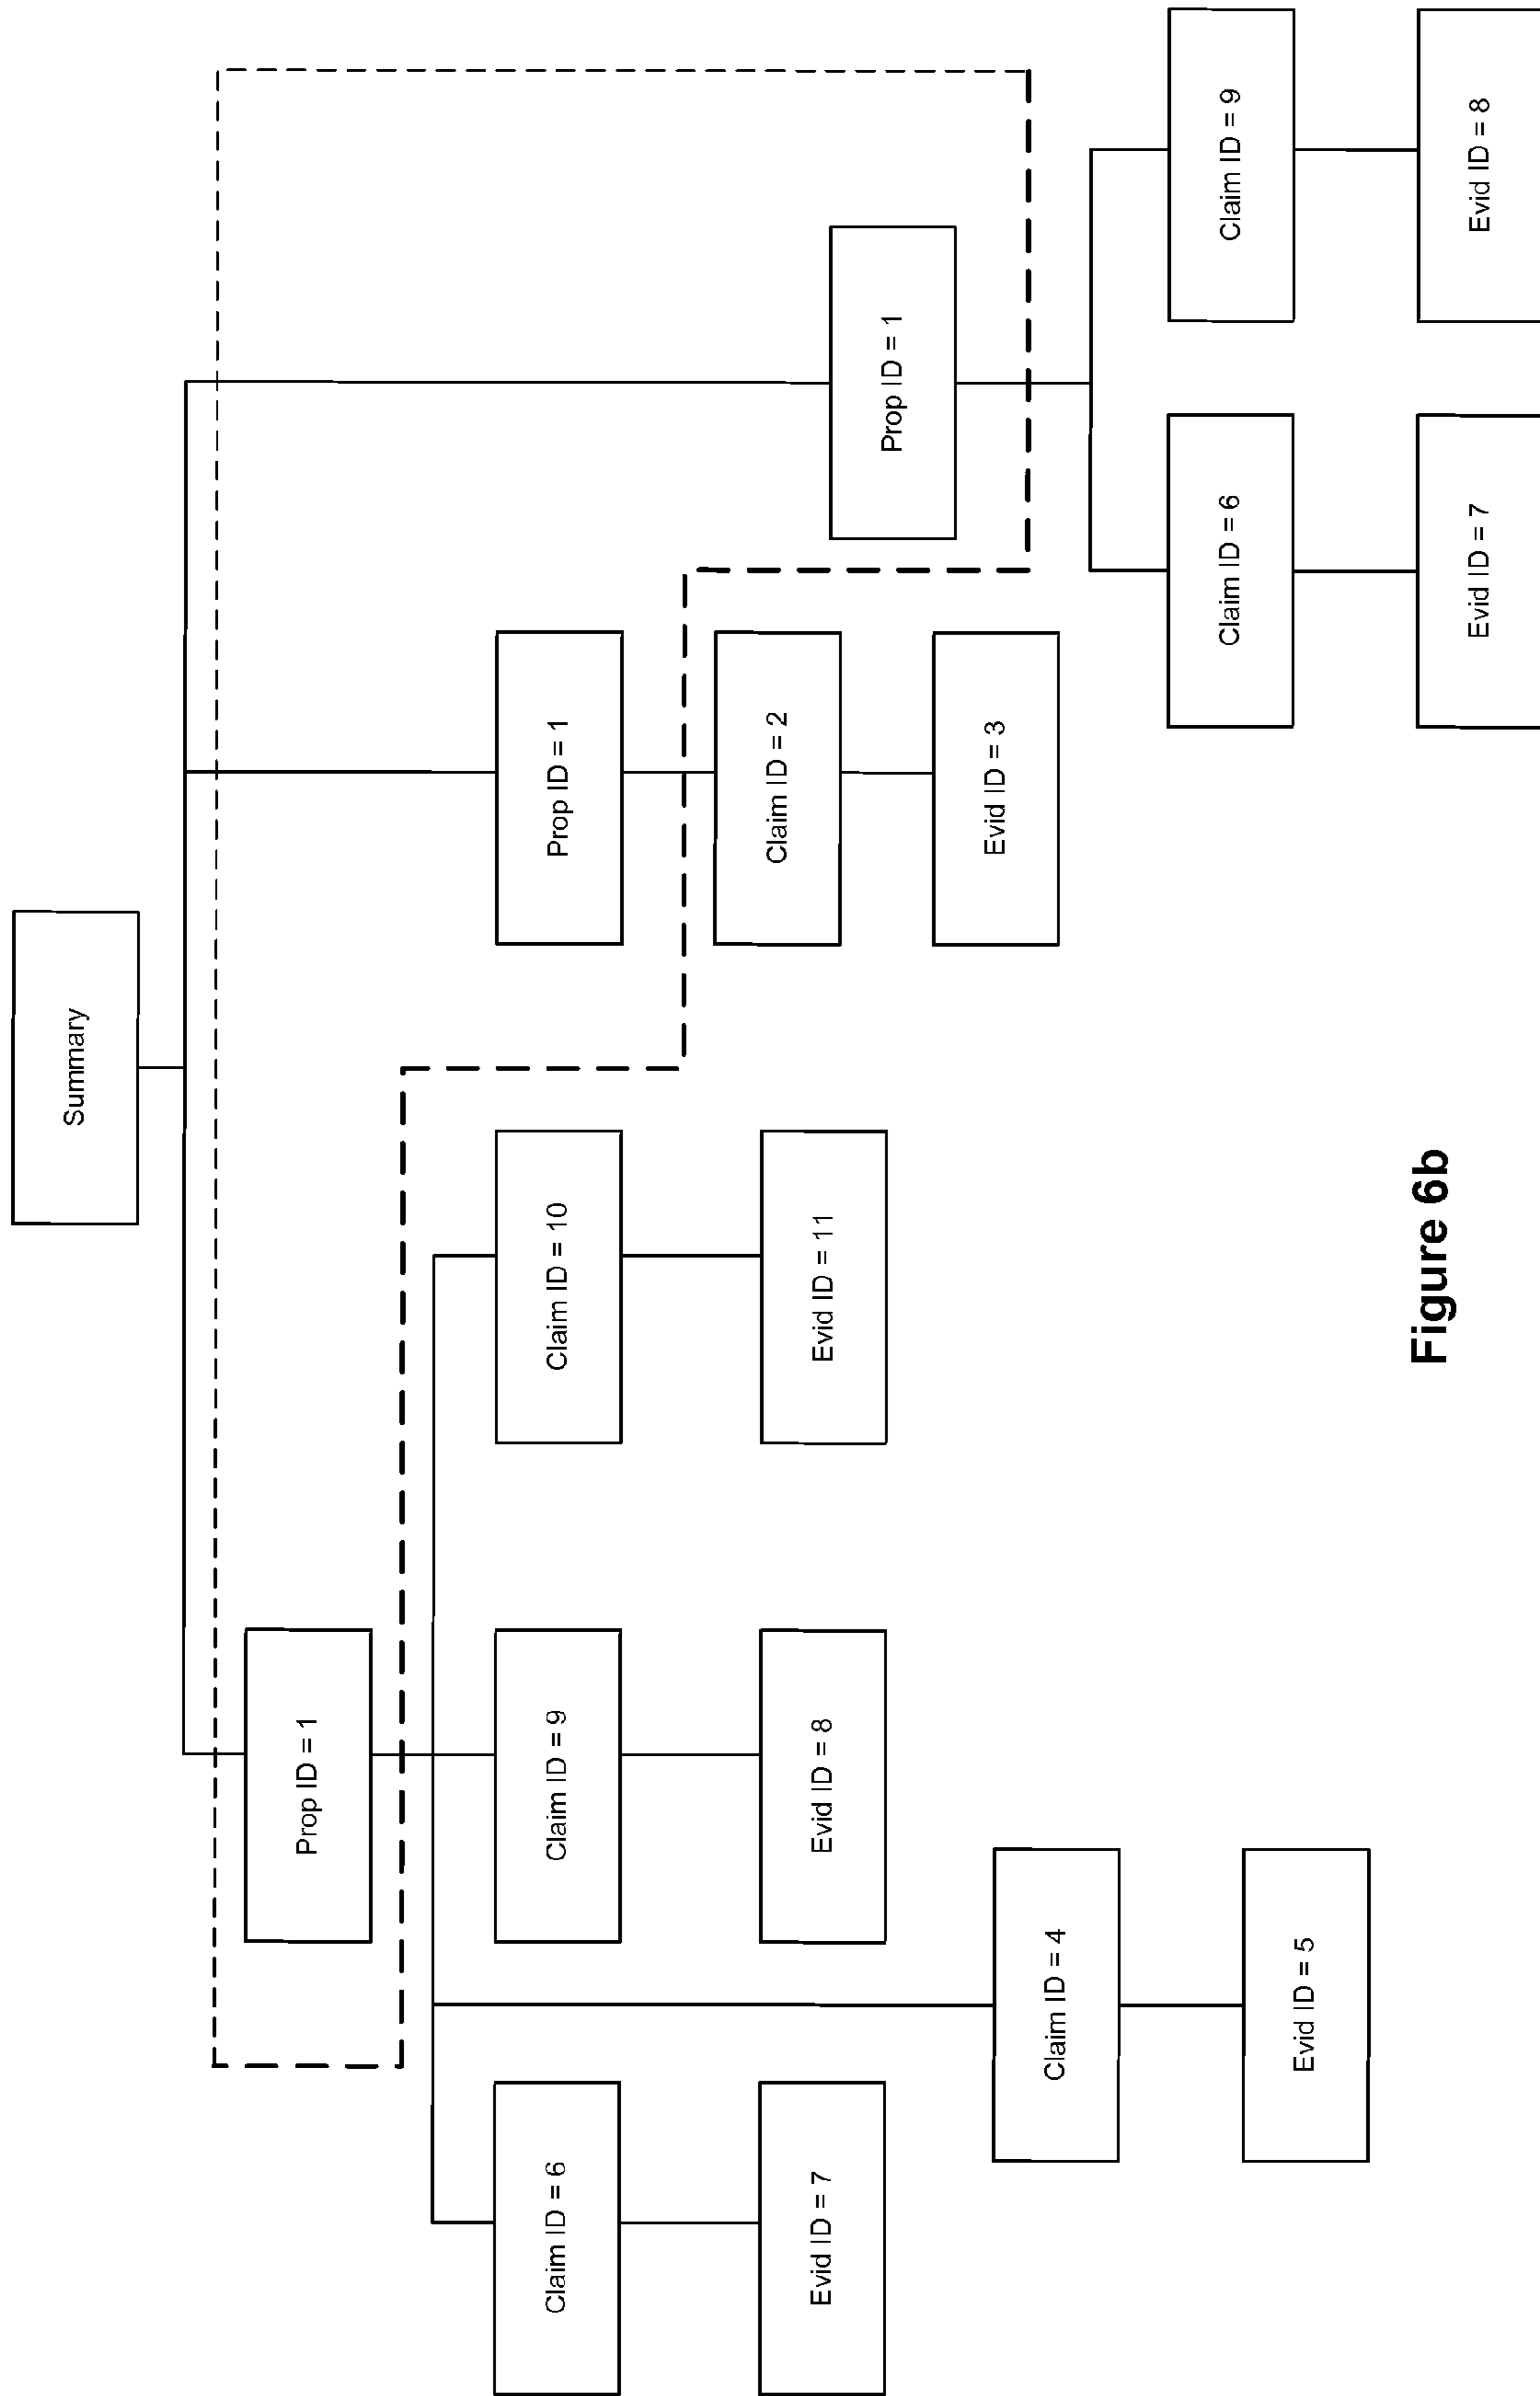 Summary
Prop ID = 1
Claim ID = 6
Claim ID = 9
Claim ID = 10
Prop ID = 1
Claim ID = 2
Evid ID = 7
Evid ID = 8
Evid ID = 11
Prop ID = 1
Evid ID = 3
Claim ID = 4
Claim ID = 6
Claim ID = 9
Evid ID = 5
Evid ID = 7
Evid ID = 8
Figure 6b